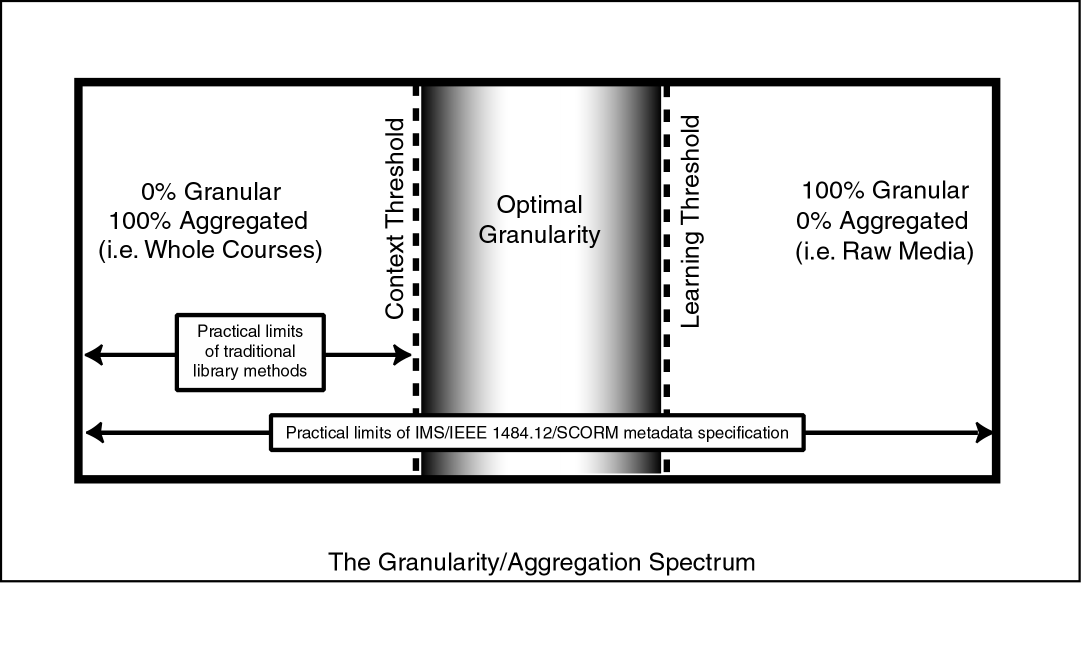 0% Granular
100% Aggregated
(i.e. Whole Courses)
Context Threshold
Optimal
Granularity
Learning Threshold
100% Granular
0% Aggregated
(i.e. Raw Media)
Practical limits
of traditional
library methods
Practical limits of IMS/IEEE 1484.12/SCORM metadata specification
The Granularity/Aggregation Spectrum